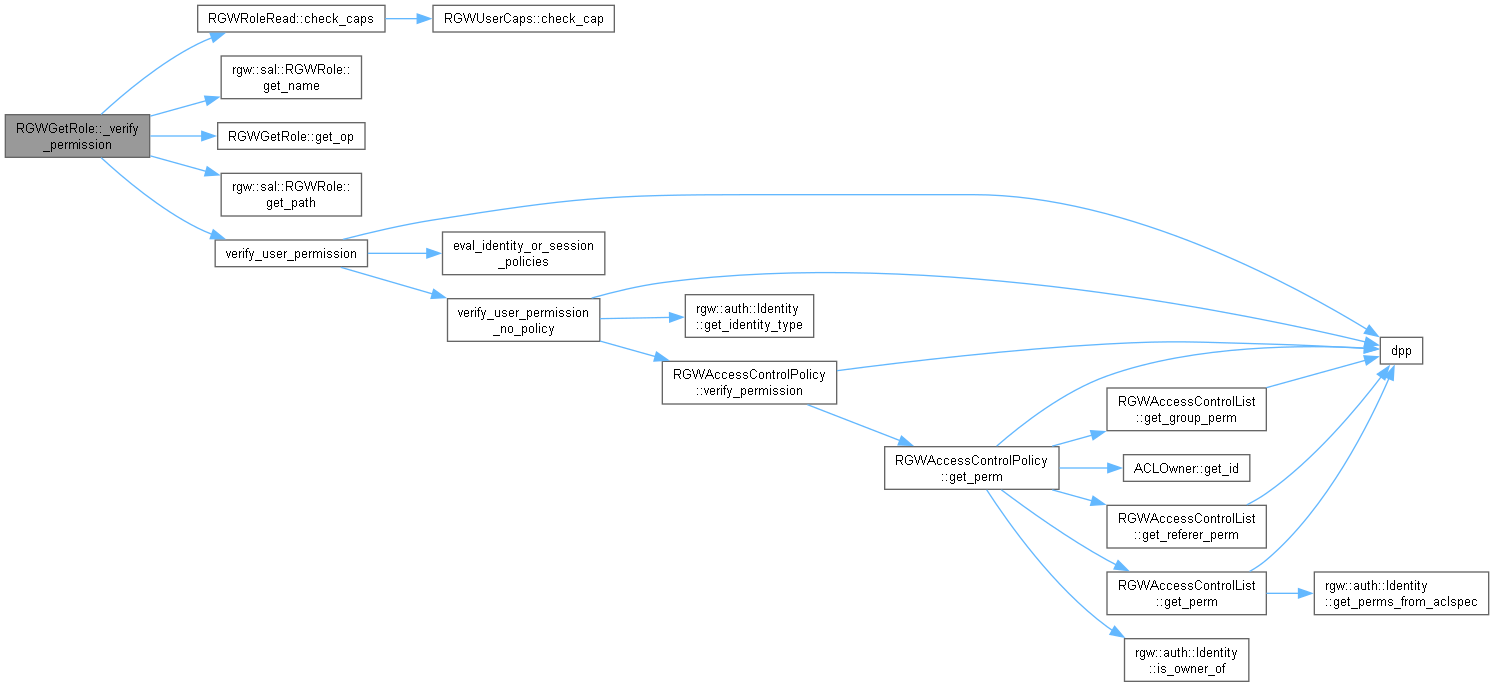 RGWRoleRead::check_caps
RGWUserCaps::check_cap
rgw::sal::RGWRole::
get_name
RGWGetRole::_verify
_permission
RGWGetRole::get_op
rgw::sal::RGWRole::
get_path
verify_user_permission
eval_identity_or_session
_policies
verify_user_permission
_no_policy
rgw::auth::Identity
::get_identity_type
dpp
RGWAccessControlPolicy
::verify_permission
RGWAccessControlList
::get_group_perm
RGWAccessControlPolicy
::get_perm
ACLOwner::get_id
RGWAccessControlList
::get_referer_perm
RGWAccessControlList
::get_perm
rgw::auth::Identity
::get_perms_from_aclspec
rgw::auth::Identity
::is_owner_of